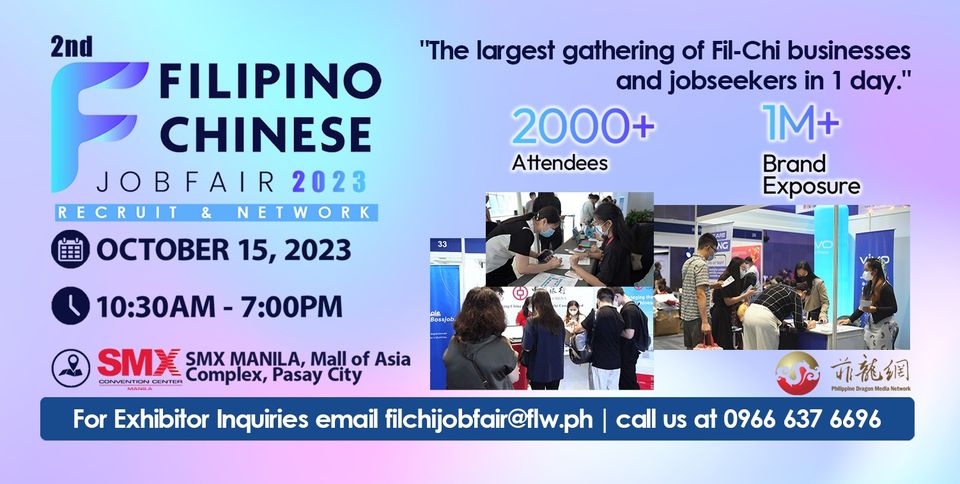 2nd
FILIPINO
CHINESE
JOBFAIR 2023
RECRUIT & NETWORK
OCTOBER 15, 2023
10:30AM - 7:00PM
SMX
CONVENTION CENTER
MANILA
SMX MANILA, Mall of Asia
Complex, Pasay City
"The largest gathering of Fil-Chi businesses
and jobseekers in 1 day."
2000+
Attendees
1M+
Brand
Exposure
33
Bossjob
vivo
菲龍網
Philippine Dragon Media Network
For Exhibitor Inquiries email filchijobfair@flw.ph | call us at 0966 637 6696